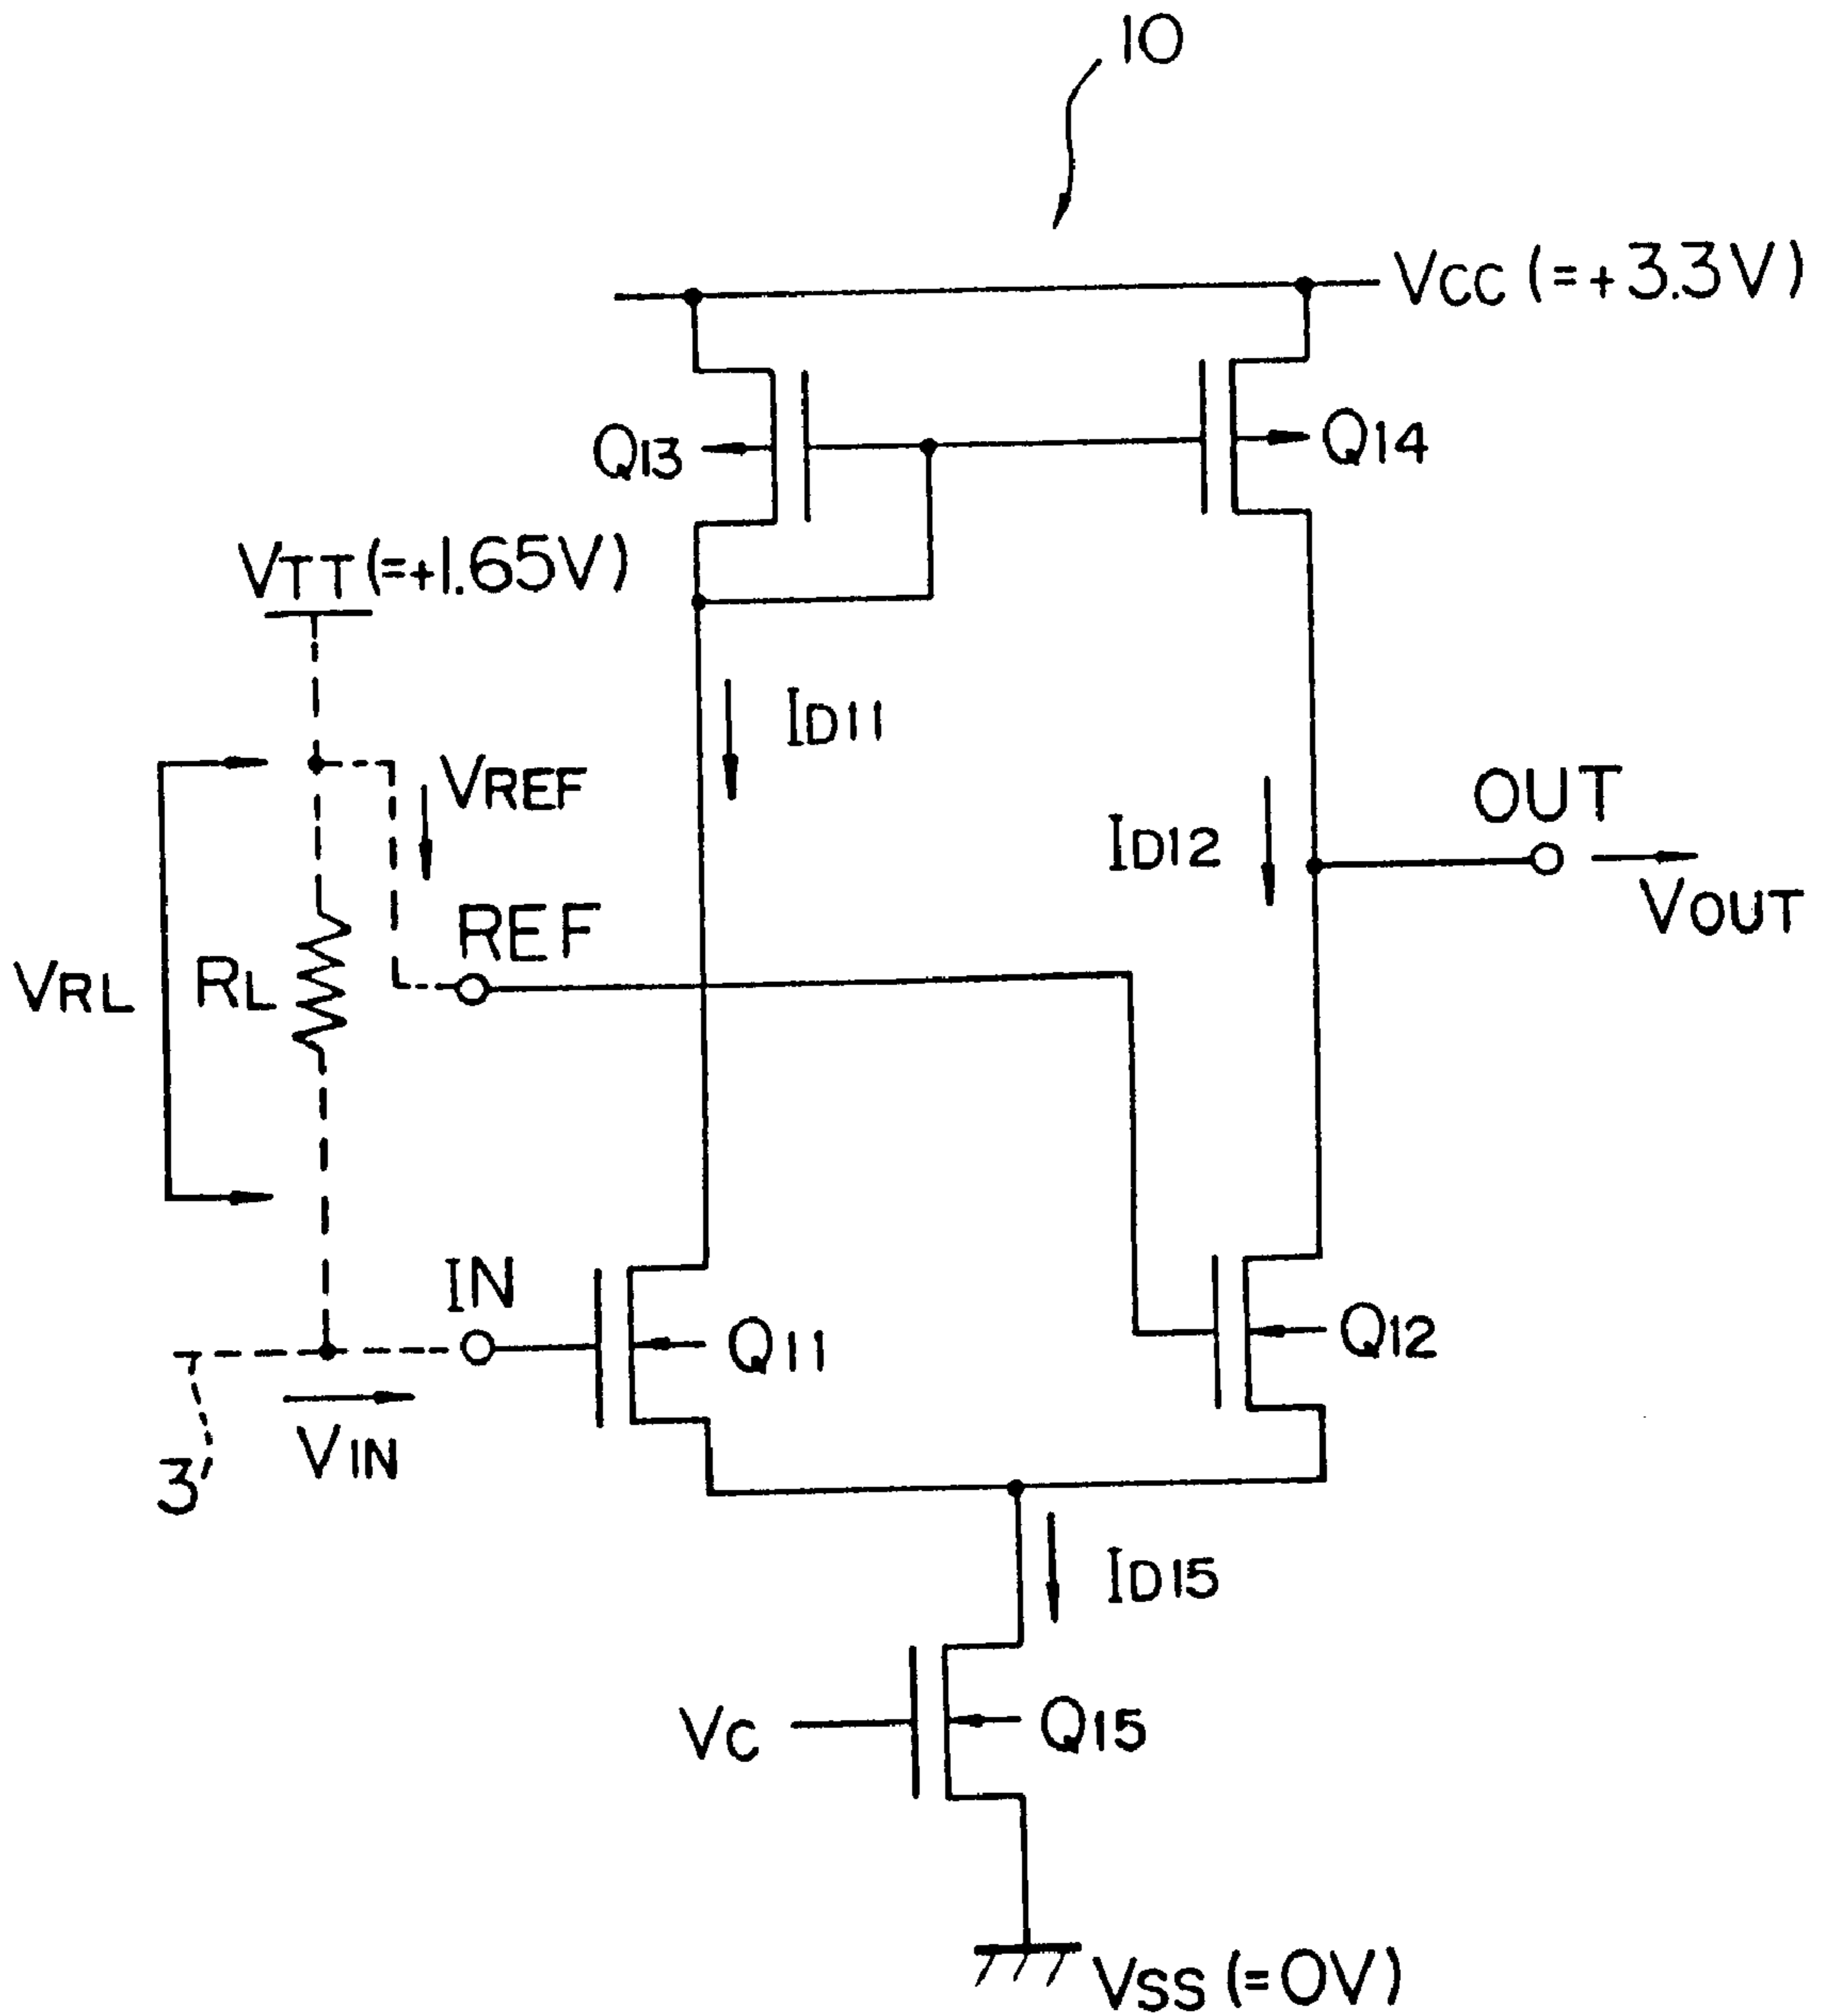 10
VCC (=+3.3V)
Q13
Q14
VTT (=+1.65V)
ID11
VREF
ID12
OUT
VOUT
REF
VRL
RL
IN
Q11
Q12
VIN
3'
ID15
VC
Q15
VSS (=0V)